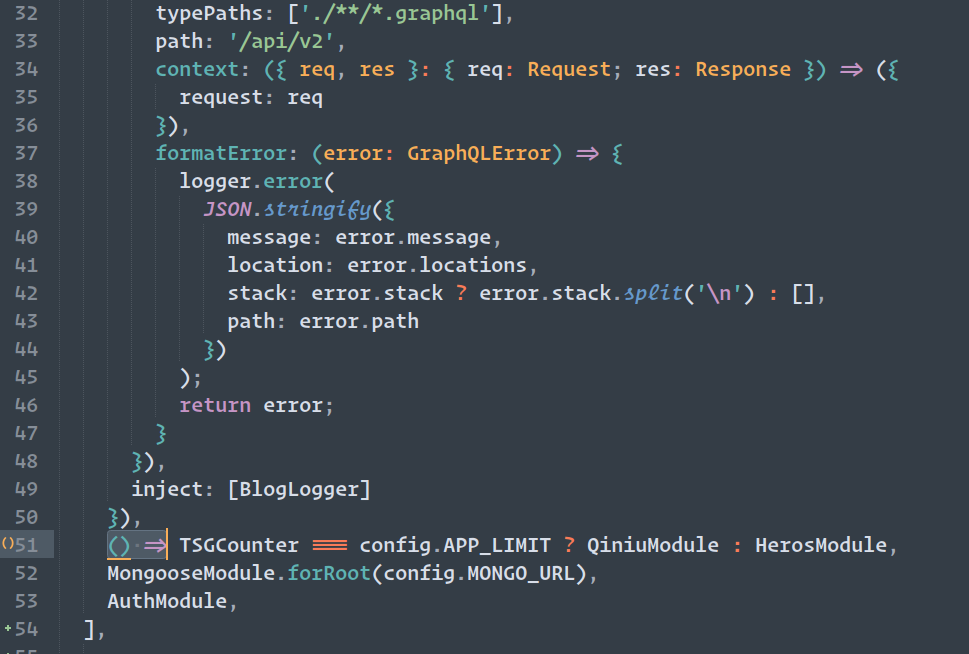 32 typePaths: ['./**/*.graphql'],
33 path: '/api/v2',
34 context: ({ req, res }: { req: Request; res: Response }) => ({
35 request: req
36 }),
37 formatError: (error: GraphQLError) => {
38 logger.error(
39 JSON.stringify({
40 message: error.message,
41 location: error.locations,
42 stack: error.stack ? error.stack.split('\n') : [],
43 path: error.path
44 })
45 );
46 return error;
47 }
48 }),
49 inject: [BlogLogger]
50 }),
51 () => TSGCounter === config.APP_LIMIT ? QiniuModule : HerosModule,
52 MongooseModule.forRoot(config.MONGO_URL),
53 AuthModule,
54 ],